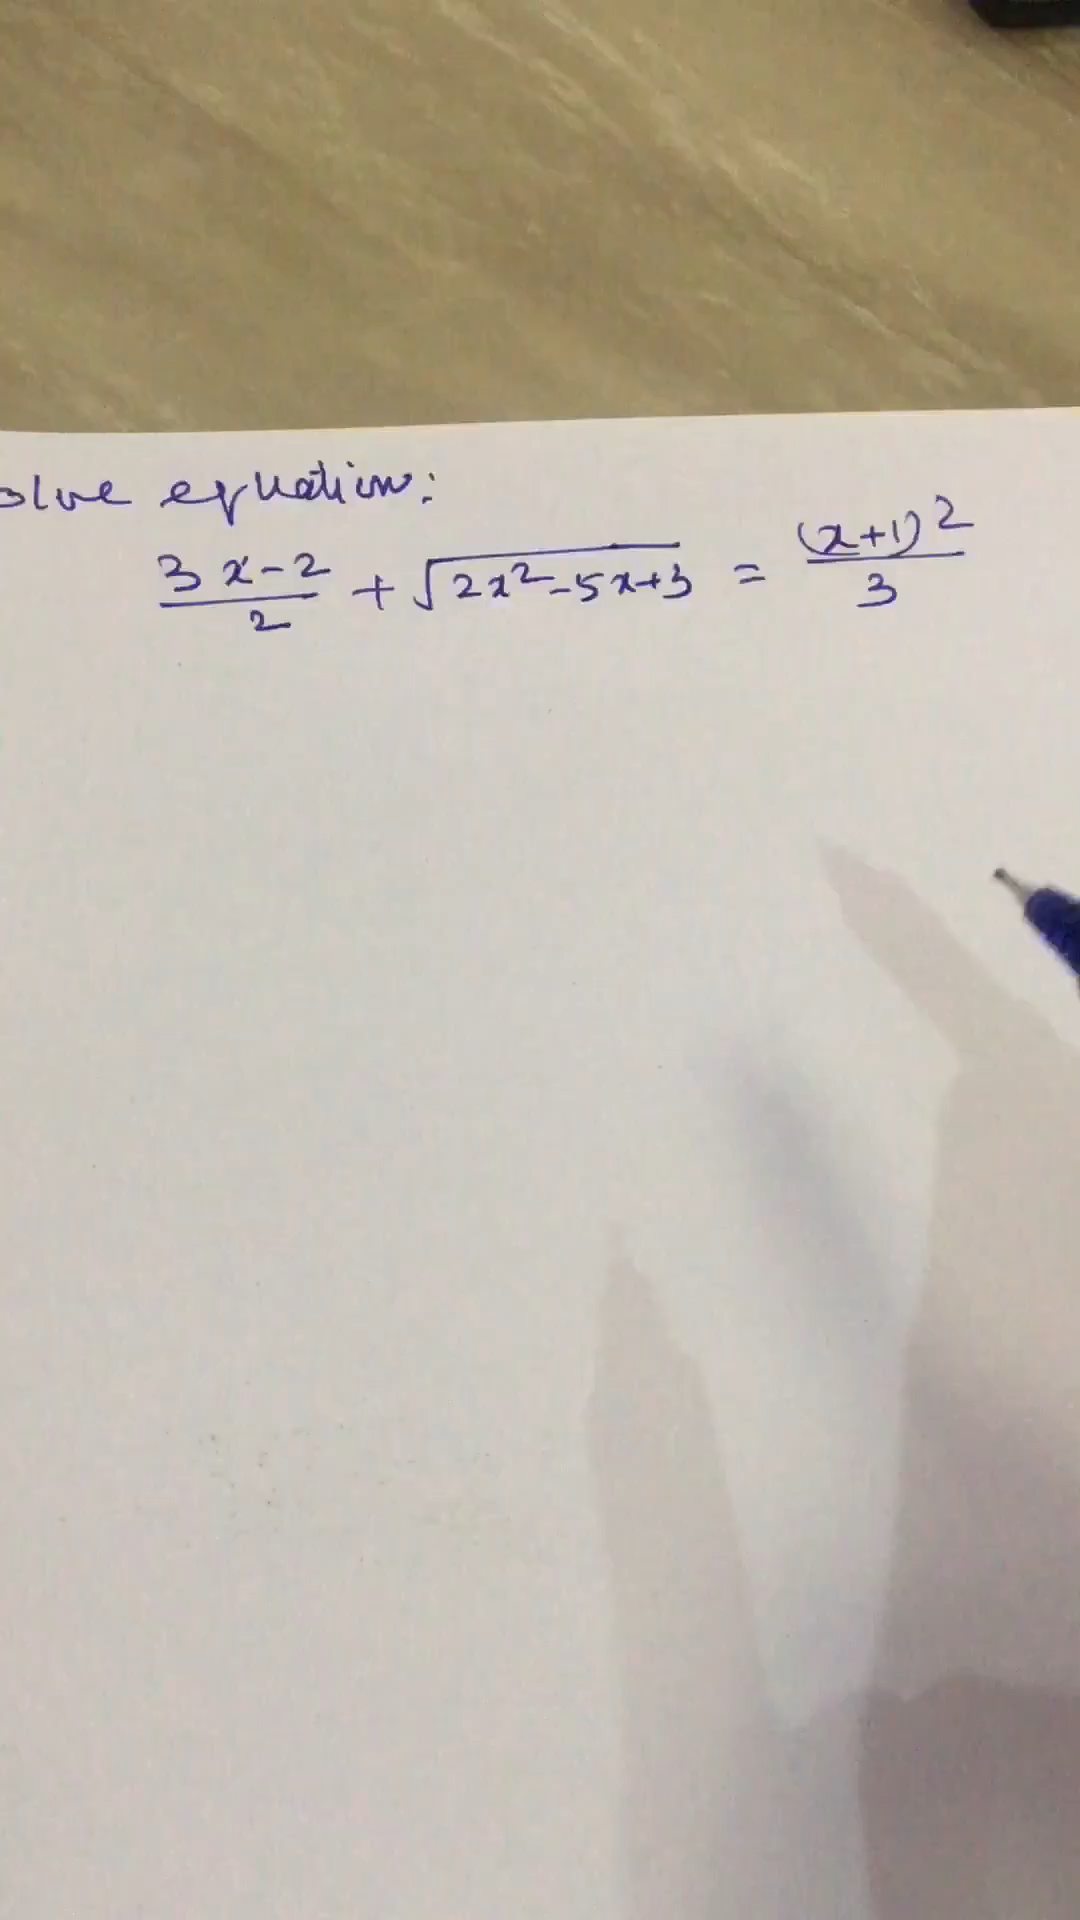 olve equation:
3x-2/2 + √2x²-5x+3 = (x+1)²/3